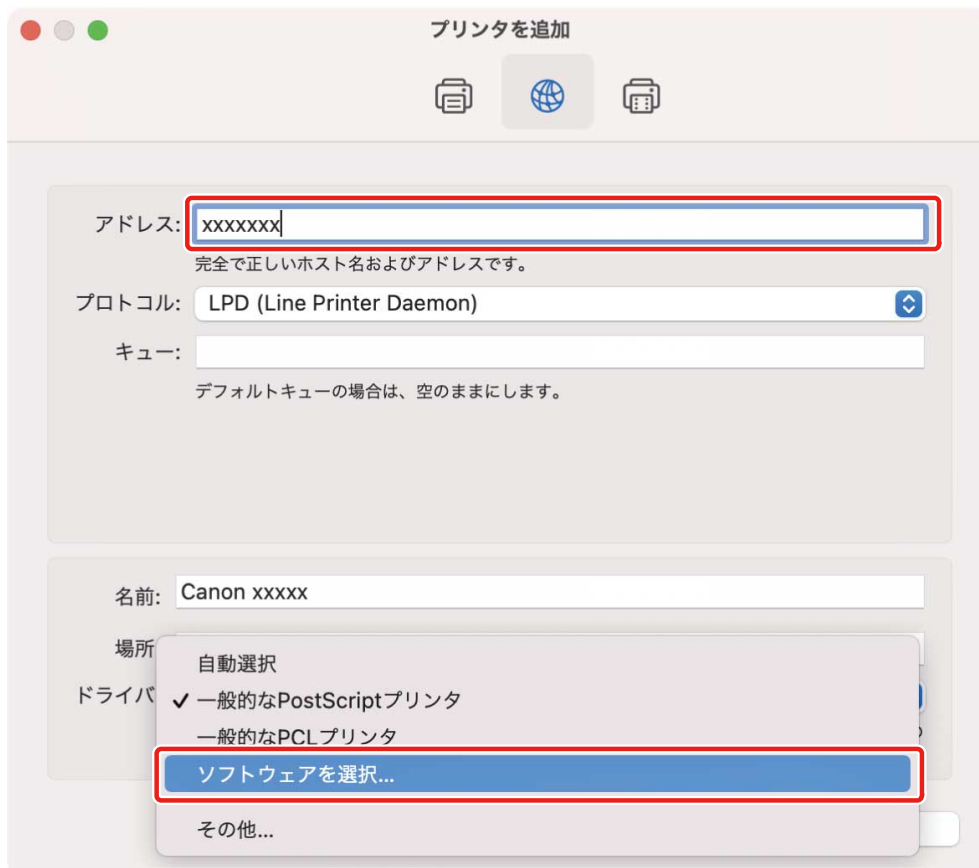 プリンタを追加
アドレス: xxxxxxx
完全で正しいホスト名およびアドレスです。
プロトコル: LPD (Line Printer Daemon)
キュー:
デフォルトキューの場合は、空のままにします。
名前: Canon xxxxx
場所
ドライバ
自動選択
✓ 一般的なPostScriptプリンタ
一般的なPCLプリンタ
ソフトウェアを選択...
その他...